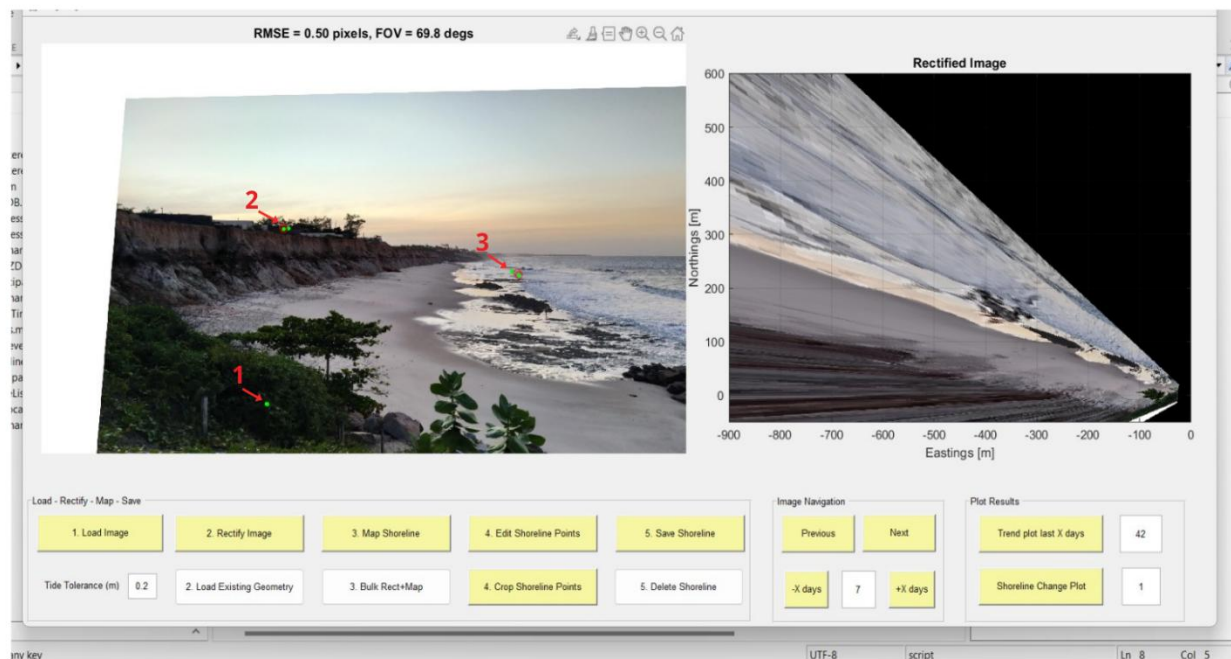 RMSE = 0.50 pixels, FOV = 69.8 degs
2
3
1
Rectified Image
Northings [m]
600
500
400
300
200
100
0
-900 -800 -700 -600 -500 -400 -300 -200 -100 0
Eastings [m]
Load - Rectify - Map - Save
1. Load Image
2. Rectify Image
3. Map Shoreline
4. Edit Shoreline Points
5. Save Shoreline
Tide Tolerance (m) 0.2
2. Load Existing Geometry
3. Bulk Rect+Map
4. Crop Shoreline Points
5. Delete Shoreline
Image Navigation
Previous
Next
-X days
7
+X days
Plot Results
Trend plot last X days
42
Shoreline Change Plot
1
any key
UTF-8
script
Ln 8 Col 5